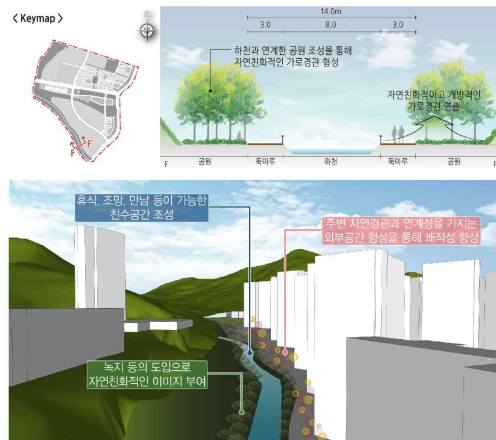 < Keymap >
14.0m
3.0 8.0 3.0
하천과 연계한 공원 조성을 통해
자연친화적인 가로경관 형성
자연친화적이고 개방적인
가로경관 연출
F 공원 둑마루 하천 둑마루 공원 F
F
F
휴식, 조망, 만남 등이 가능한
친수공간 조성
주변 자연경관과 연계성을 가지는
외부공간 형성을 통해 쾌적성 향상
녹지 등의 도입으로
자연친화적인 이미지 부여